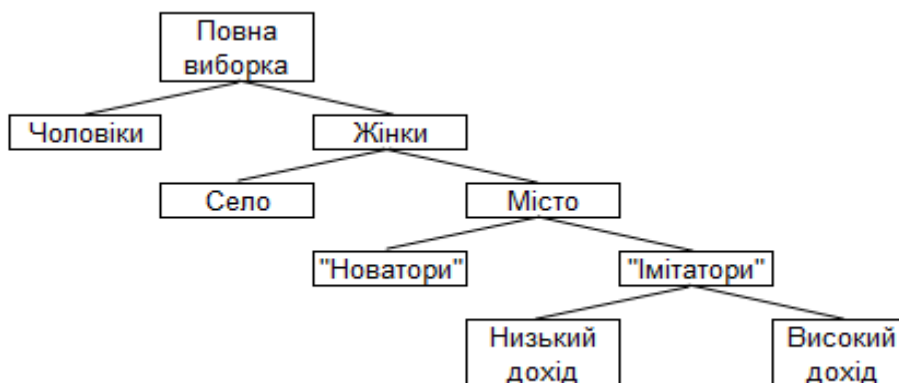 Повна
виборка
Чоловіки
Жінки
Село
Місто
"Новатори"
"Імітатори"
Низький
дохід
Високий
дохід